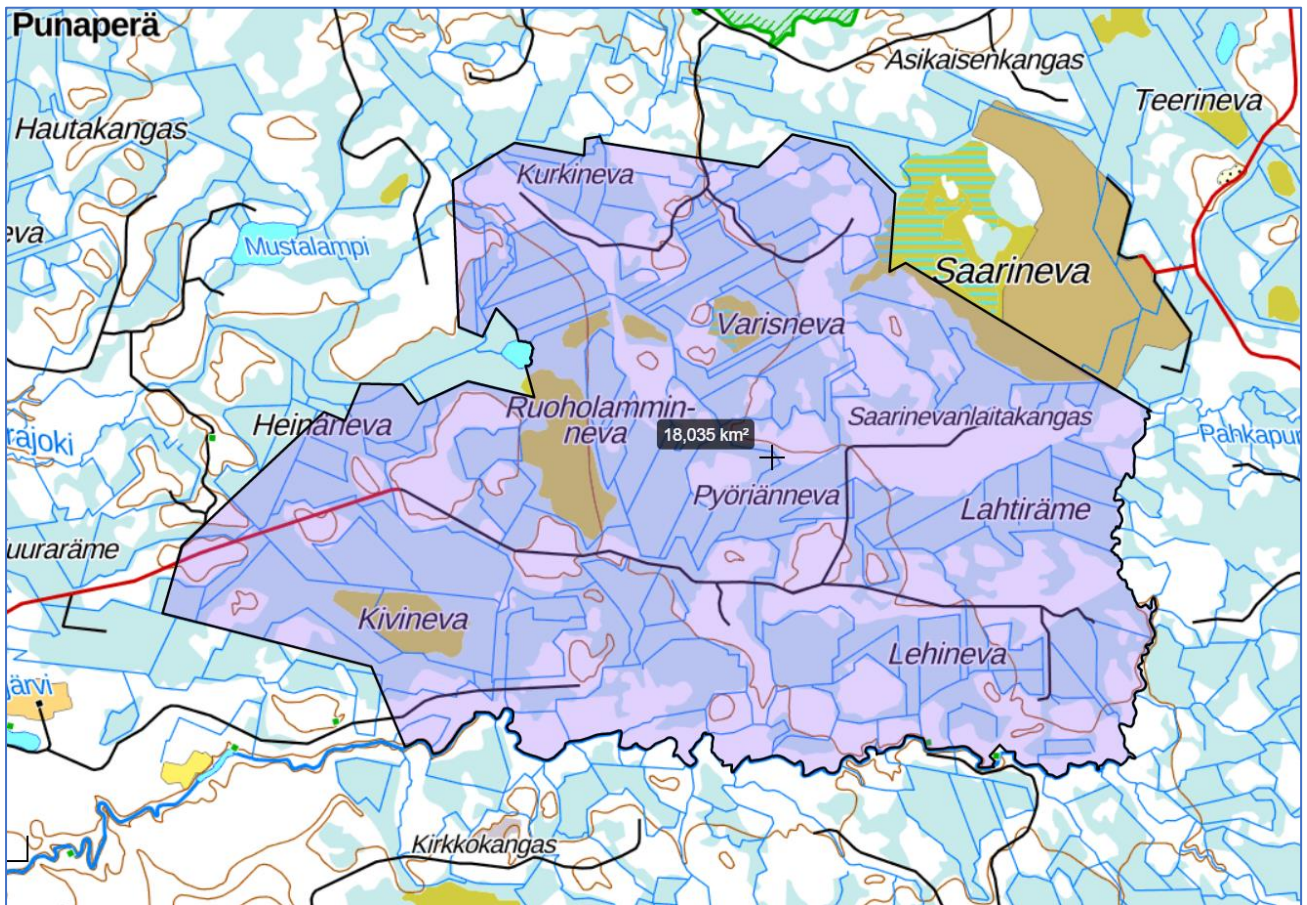 Punaperä
Asikaisenkangas
Teerineva
Hautakangas
Kurkineva
eva
Mustalampi
Saarineva
Varisneva
Ruoholammin-
neva
Heinäneva
Saarinevanlaitakangas
18,035 km²
rajoki
Pahkapur
Pyöriänneva
Lahtiräme
uuraräme
Kivineva
Lehineva
järvi
Kirkkokangas